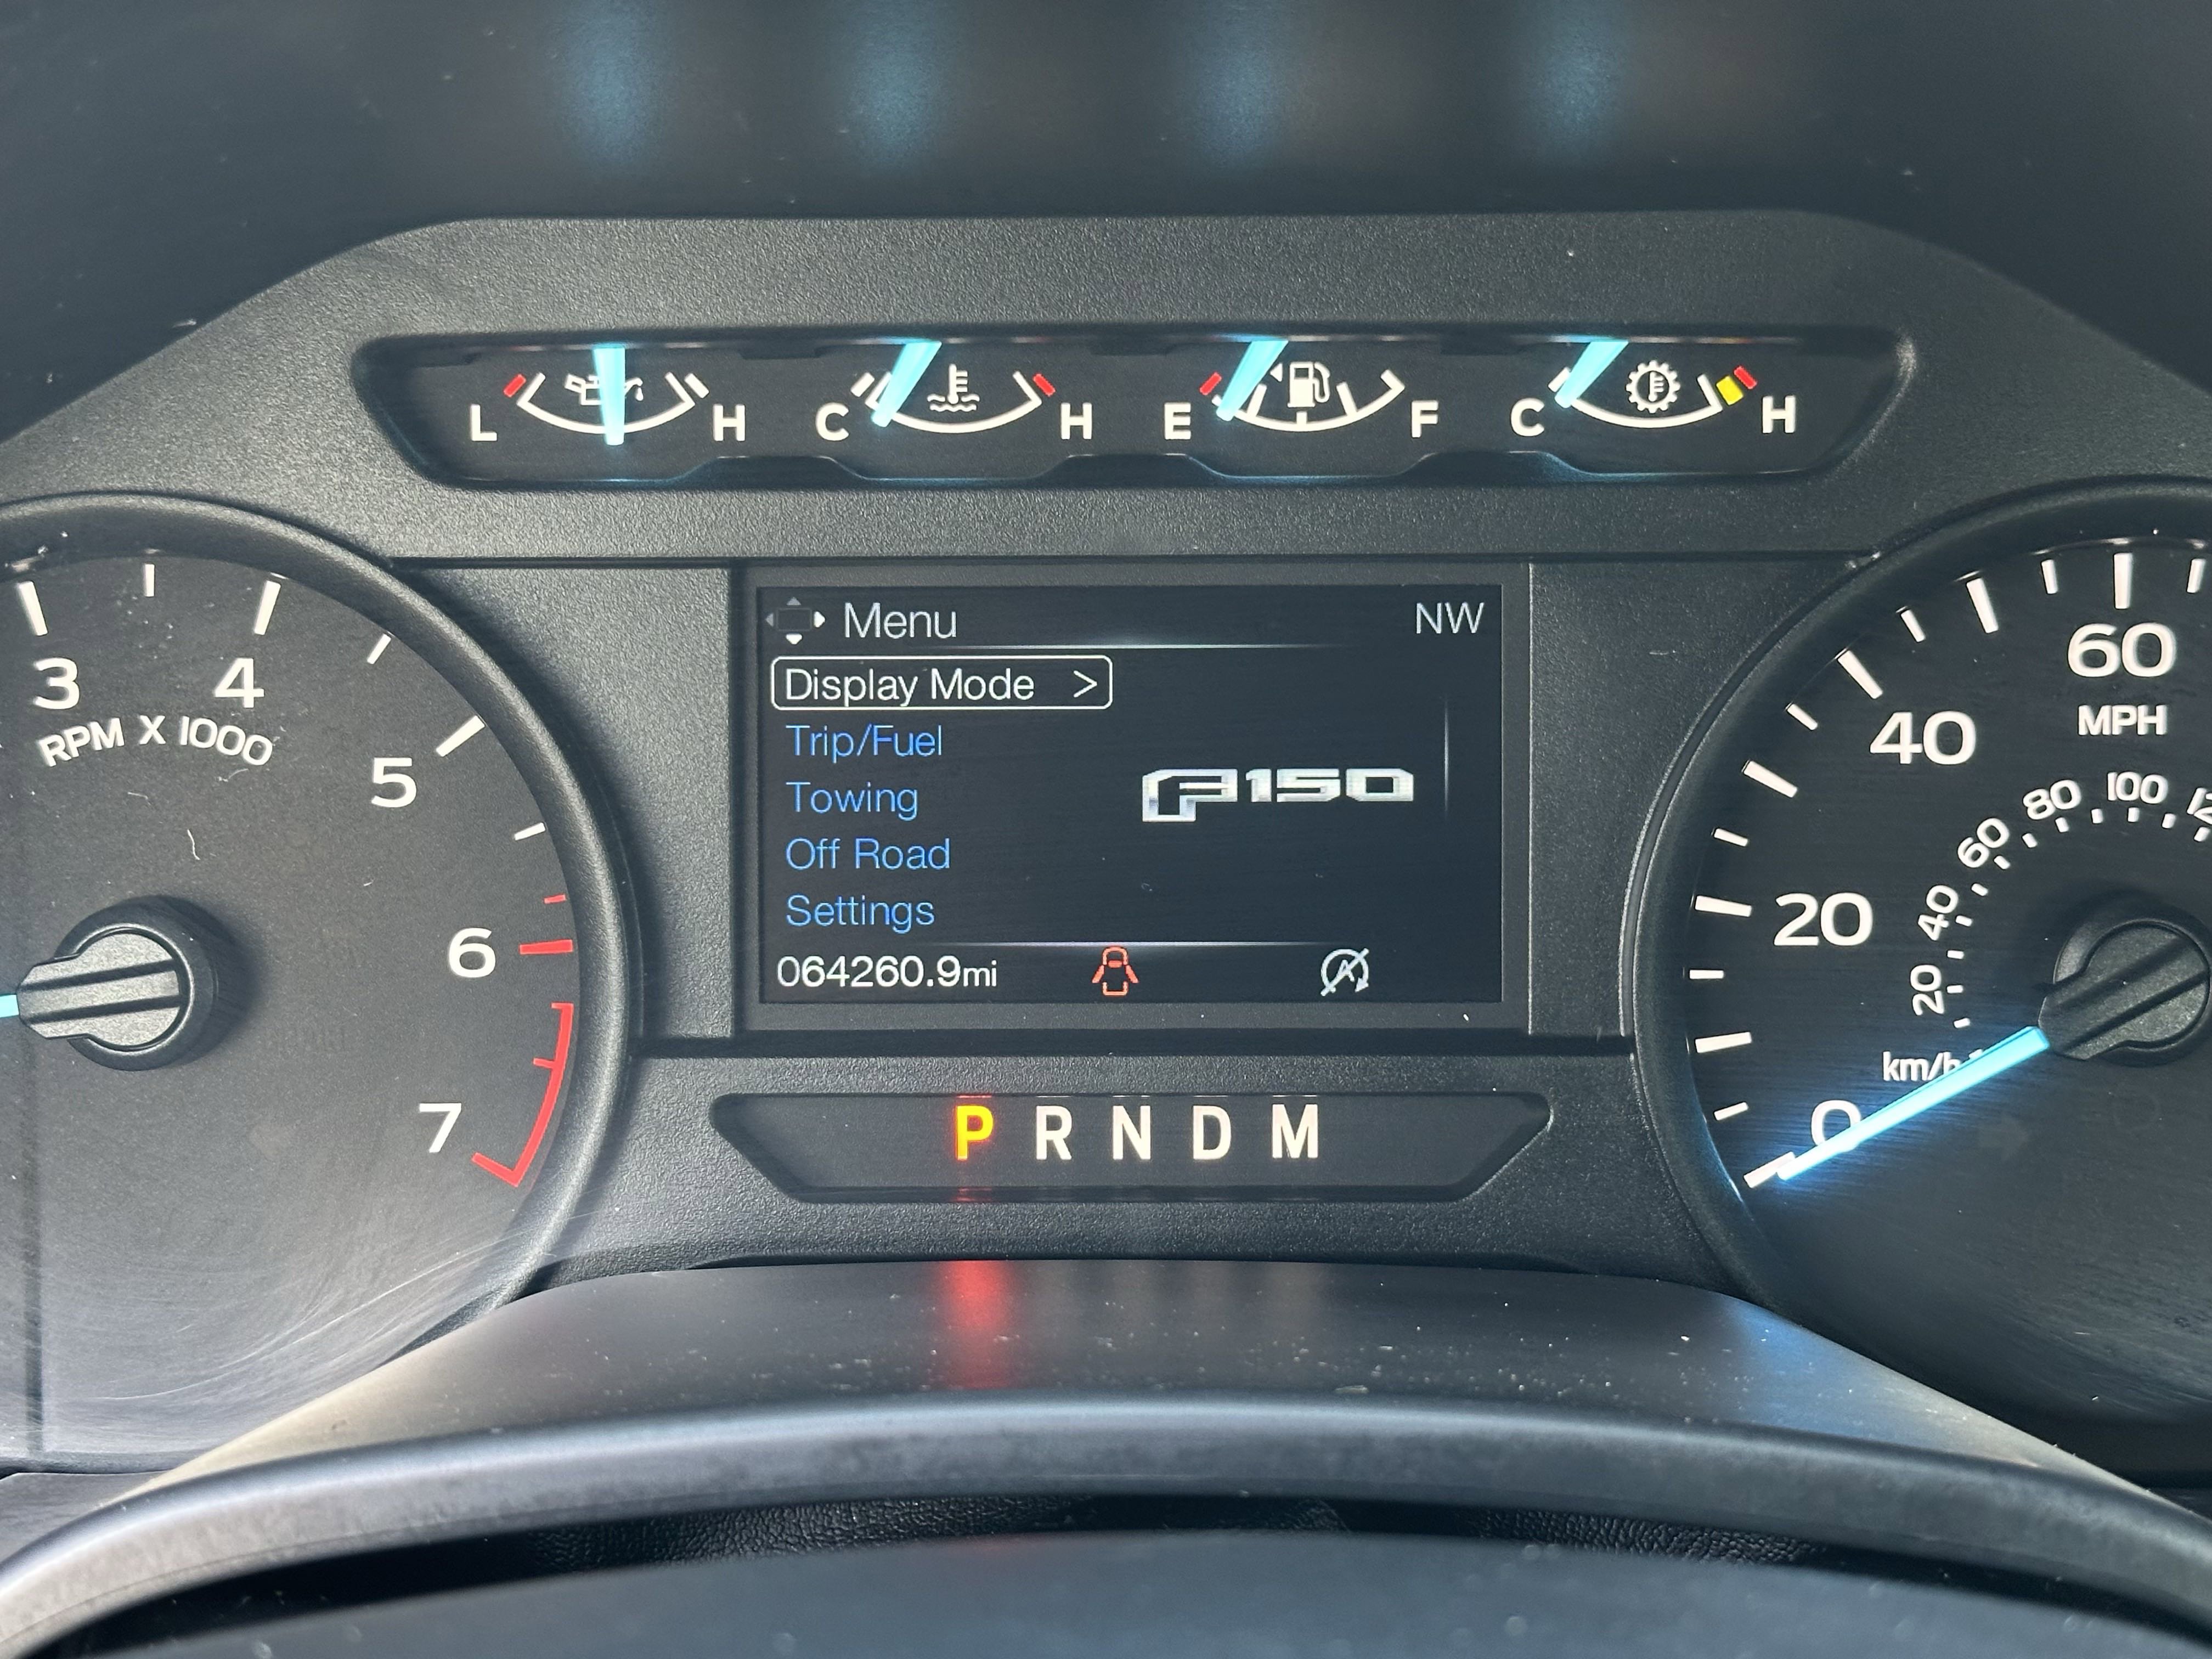 L H C H E F C H
3 4 5 6 7
RPM X 1000
Menu NW
Display Mode >
Trip/Fuel
Towing
Off Road
Settings
F150
064260.9mi
P R N D M
0 20 40 60
MPH
20 40 60 80 100
km/h